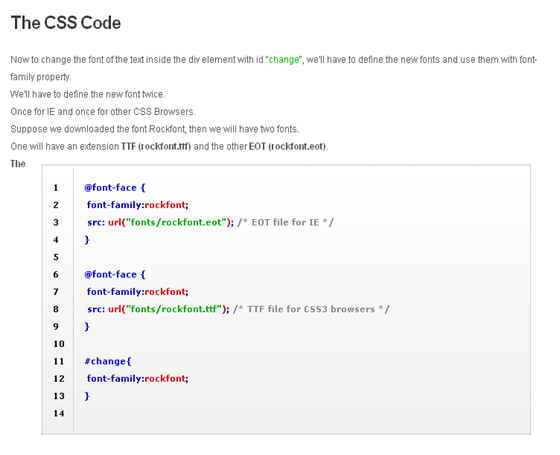 The CSS Code
Now to change the font of the text inside the div element with id "change", we'll have to define the new fonts and use them with font-
family property.
We'll have to define the new font twice.
Once for IE and once for other CSS Browsers.
Suppose we downloaded the font Rockfont, then we will have two fonts.
One will have an extension TTF (rockfont.ttf) and the other EOT (rockfont.eot).
The
1 @font-face {
2 font-family:rockfont;
3 src: url("fonts/rockfont.eot"); /* EOT file for IE */
4 }
5
6 @font-face {
7 font-family:rockfont;
8 src: url("fonts/rockfont.ttf"); /* TTF file for CSS3 browsers */
9 }
10
11 #change{
12 font-family:rockfont;
13 }
14